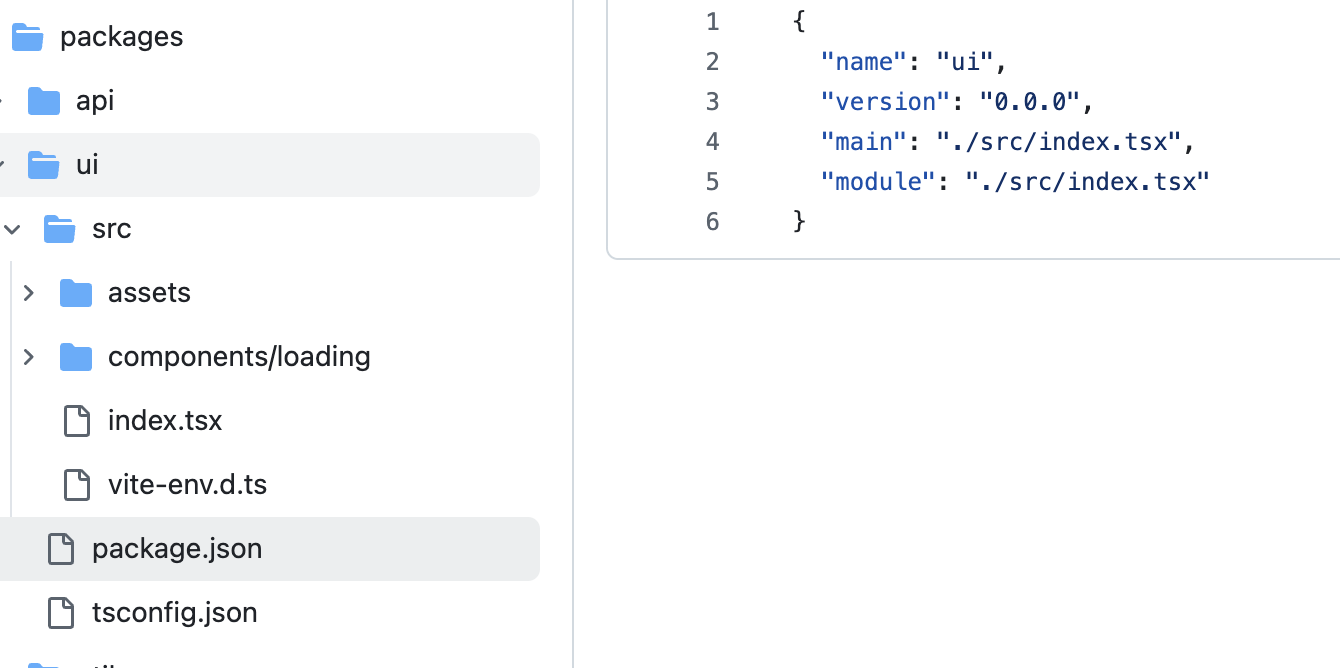 packages
api
ui
src
assets
components/loading
index.tsx
vite-env.d.ts
package.json
tsconfig.json
1 {
2 "name": "ui",
3 "version": "0.0.0",
4 "main": "./src/index.tsx",
5 "module": "./src/index.tsx"
6 }